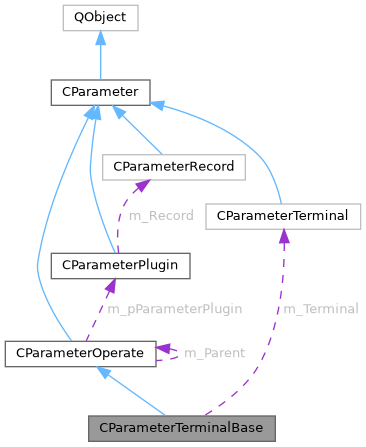 QObject
CParameter
CParameterRecord
m_Record
CParameterTerminal
CParameterPlugin
m_pParameterPlugin
m_Terminal
CParameterOperate
m_Parent
CParameterTerminalBase